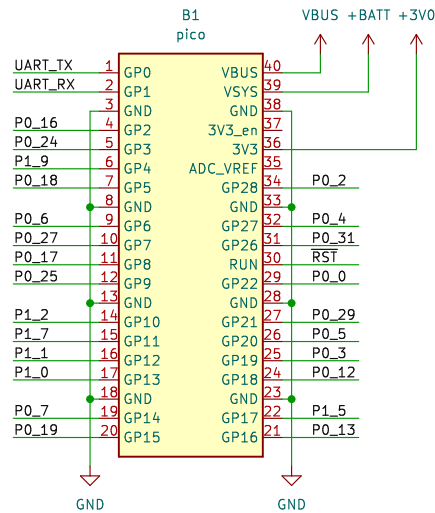 B1
pico
VBUS +BATT +3V0
UART_TX 1 GP0 VBUS 40
UART_RX 2 GP1 VSYS 39
3 GND GND 38
P0_16 4 GP2 3V3_en 37
P0_24 5 GP3 3V3 36
P1_9 6 GP4 ADC_VREF 35
P0_18 7 GP5 GP28 34 P0_2
8 GND GND 33
P0_6 9 GP6 GP27 32 P0_4
P0_27 10 GP7 GP26 31 P0_31
P0_17 11 GP8 RUN 30 RST
P0_25 12 GP9 GP22 29 P0_0
13 GND GND 28
P1_2 14 GP10 GP21 27 P0_29
P1_7 15 GP11 GP20 26 P0_5
P1_1 16 GP12 GP19 25 P0_3
P1_0 17 GP13 GP18 24 P0_12
18 GND GND 23
P0_7 19 GP14 GP17 22 P1_5
P0_19 20 GP15 GP16 21 P0_13
GND GND